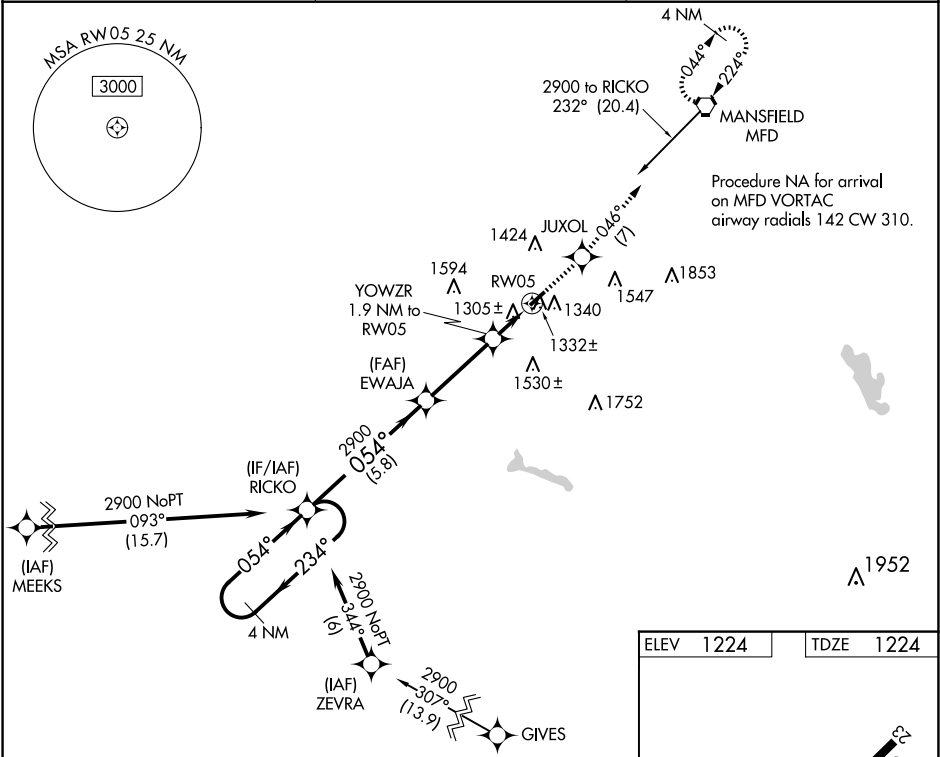 MSA RW05 25 NM
3000
4 NM
044°
224°
2900 to RICKO
232° (20.4)
MANSFIELD
MFD
Procedure NA for arrival
on MFD VORTAC
airway radials 142 CW 310.
046°
(7)
JUXOL
1424
1594
RW05
1853
1547
YOWZR
1.9 NM to
RW05
1305±
1340
1332±
(FAF)
EWAJA
1530±
1752
2900
054°
(5.8)
(IF/IAF)
RICKO
2900 NoPT
093°
(15.7)
(IAF)
MEEKS
054°
234°
4 NM
2900 NoPT
344°
(6)
1952
(IAF)
ZEVRA
2900
307°
(13.9)
GIVES
ELEV 1224
TDZE 1224
23